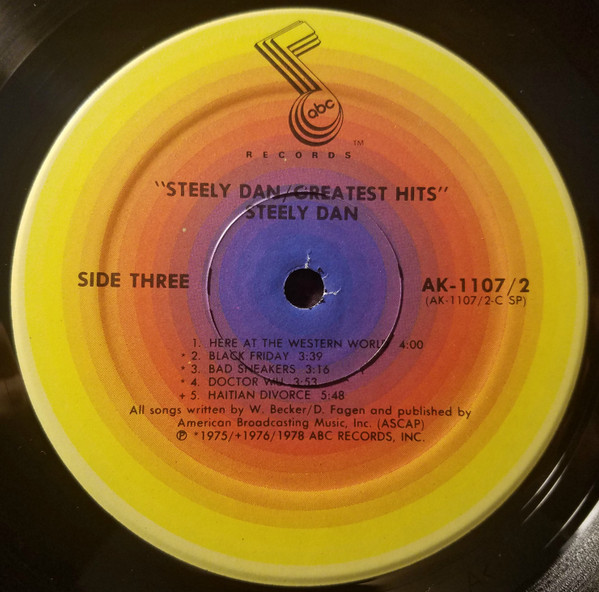 abc
TM
RECORDS
"STEELY DAN/GREATEST HITS"
STEELY DAN
SIDE THREE
AK-1107/2
(AK-1107/2-C SP)
1. HERE AT THE WESTERN WORLD 4:00
* 2. BLACK FRIDAY 3:39
* 3. BAD SNEAKERS 3:16
* 4. DOCTOR WU 3:53
+ 5. HAITIAN DIVORCE 5:48
All songs written by W. Becker/D. Fagen and published by
American Broadcasting Music, Inc. (ASCAP)
℗ *1975/+1976/1978 ABC RECORDS, INC.